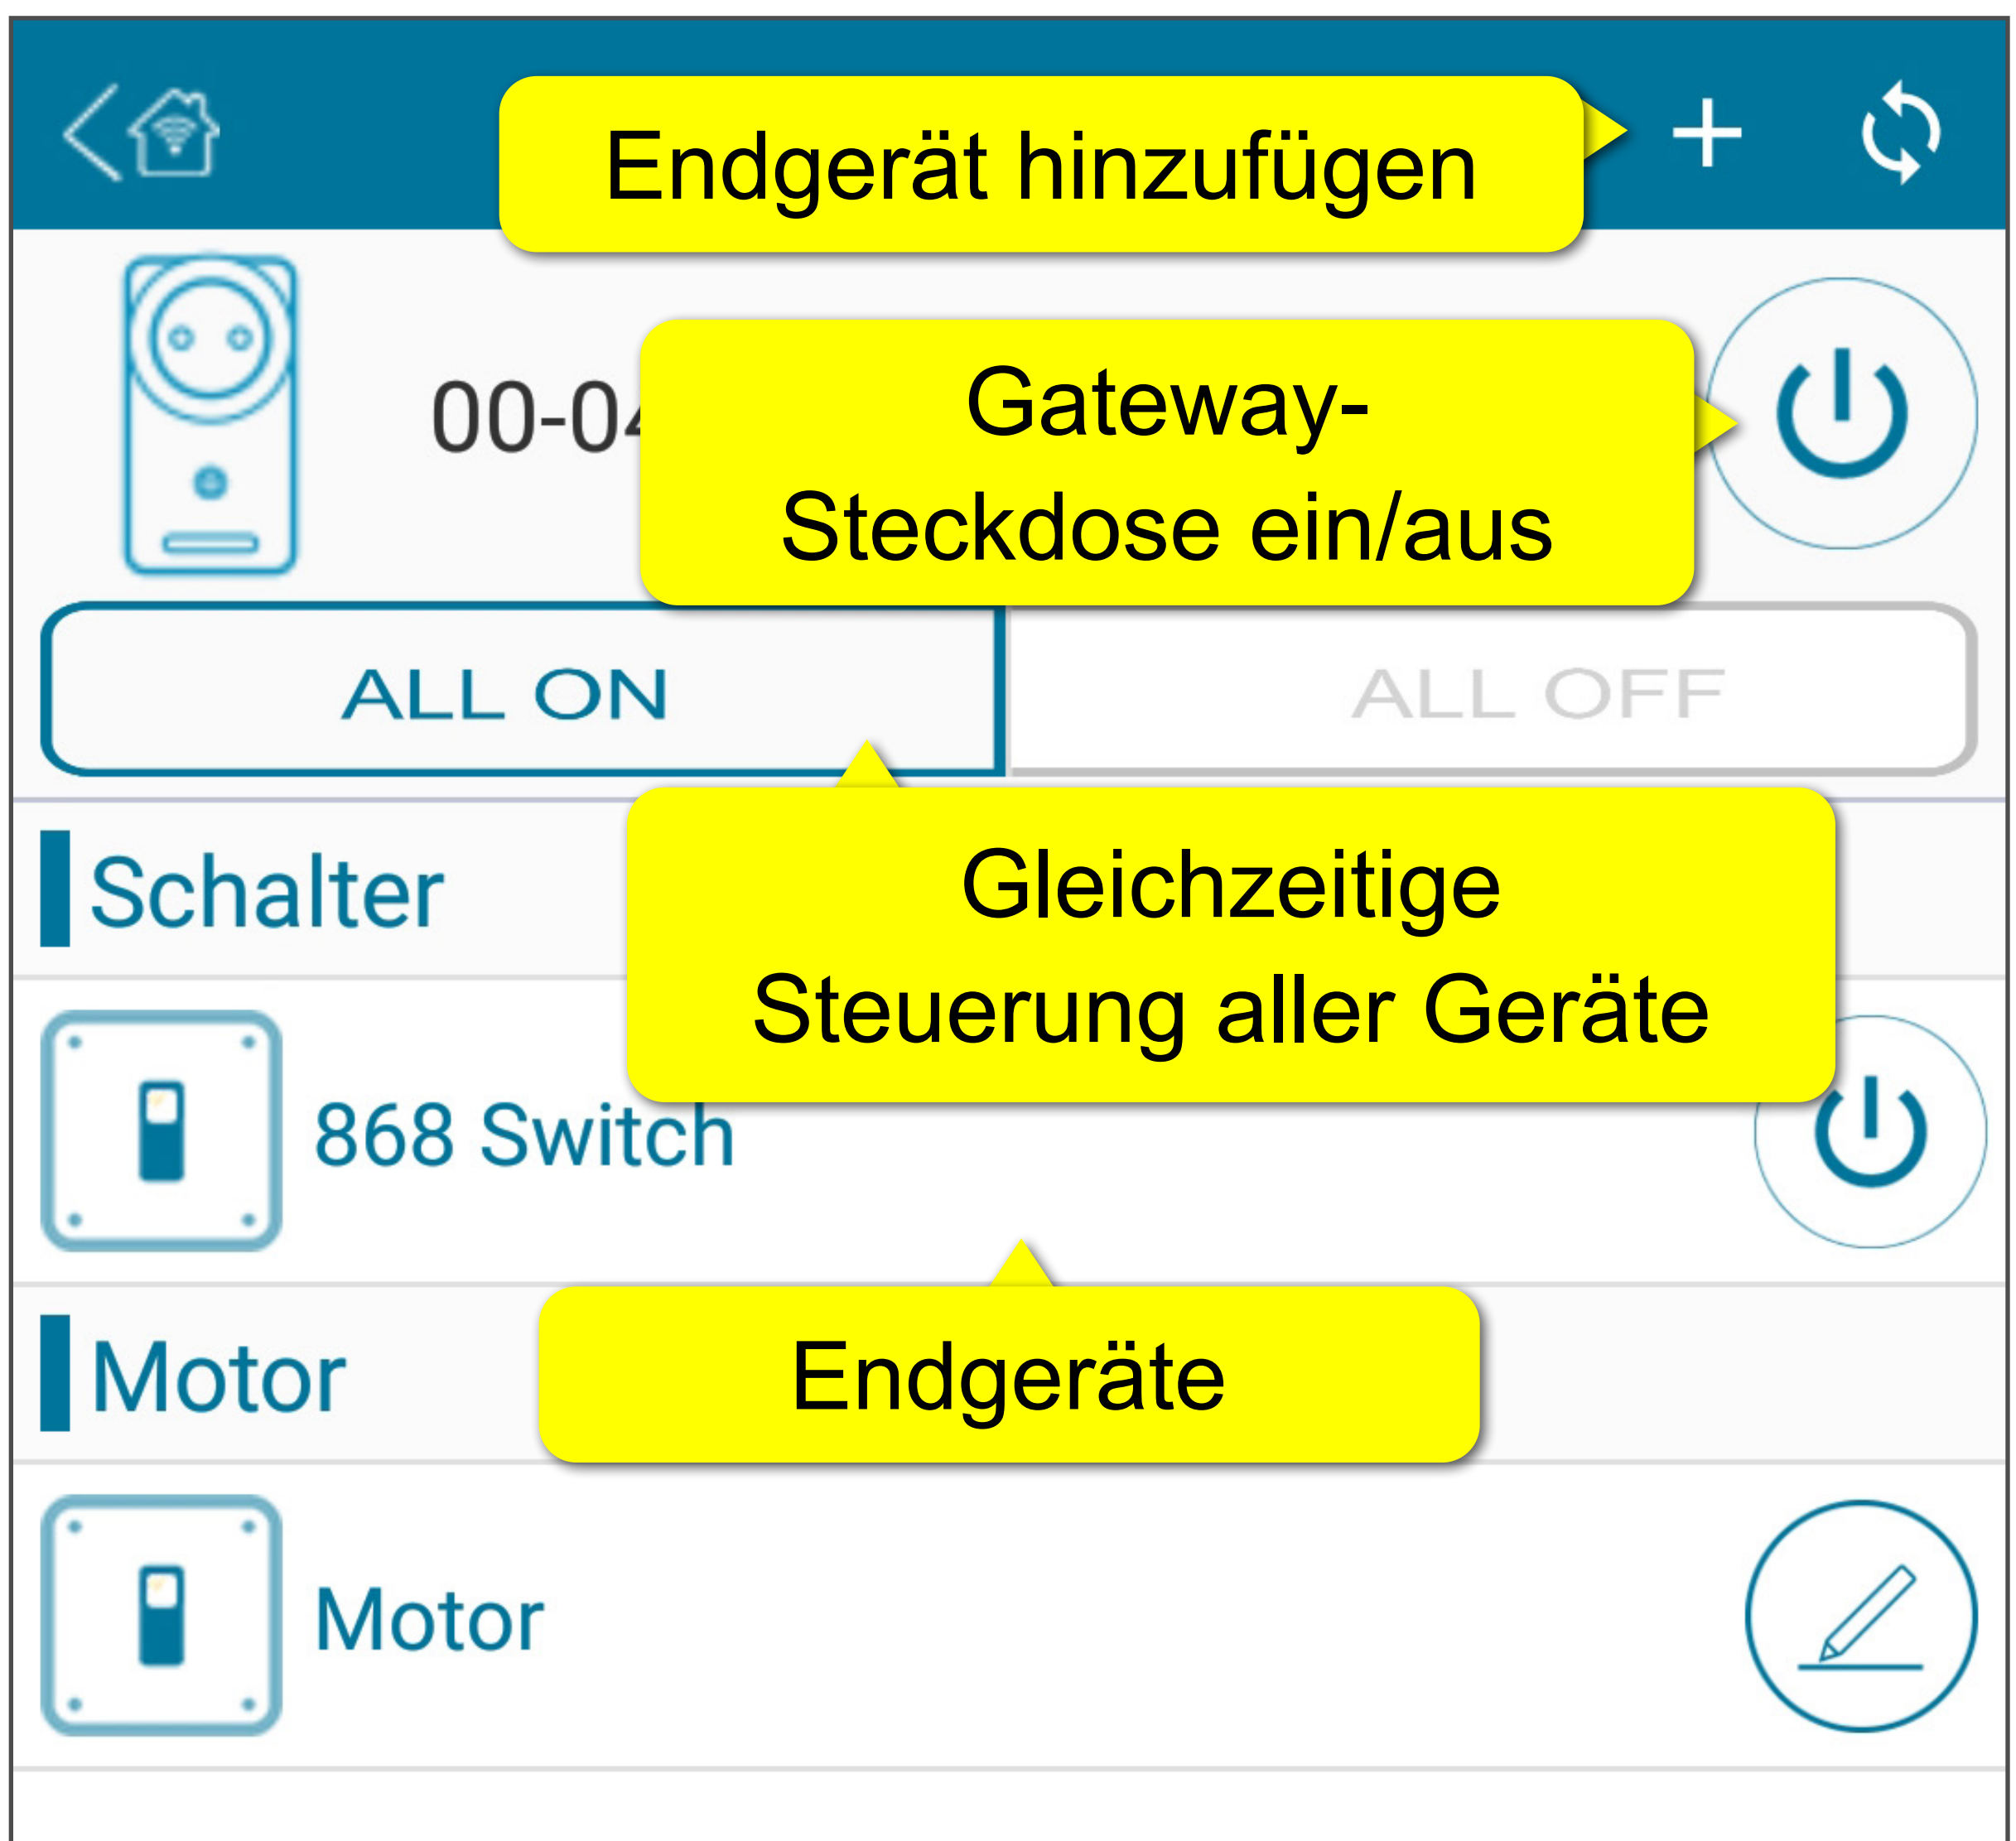 Endgerät hinzufügen
00-04
Gateway-
Steckdose ein/aus
ALL ON
ALL OFF
Schalter
Gleichzeitige
Steuerung aller Geräte
868 Switch
Motor
Endgeräte
Motor